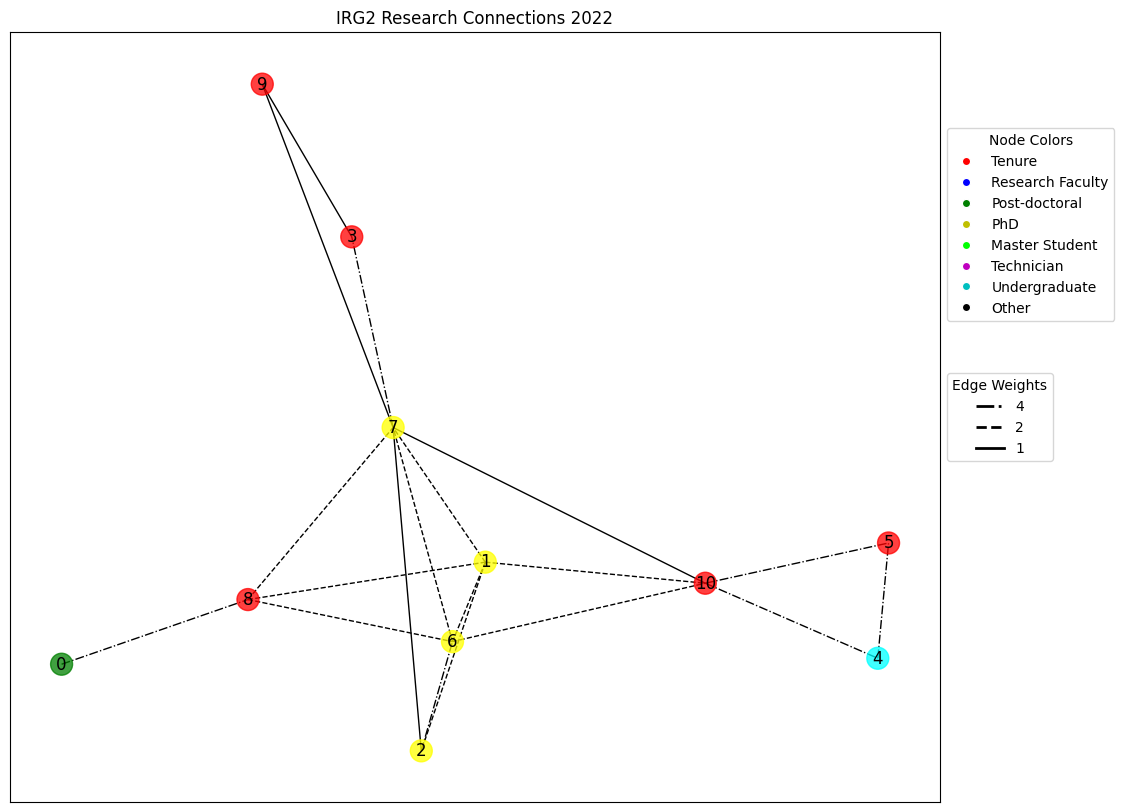 IRG2 Research Connections 2022
9
3
7
1
5
10
8
6
4
0
2
Node Colors
Tenure
Research Faculty
Post-doctoral
PhD
Master Student
Technician
Undergraduate
Other
Edge Weights
4
2
1